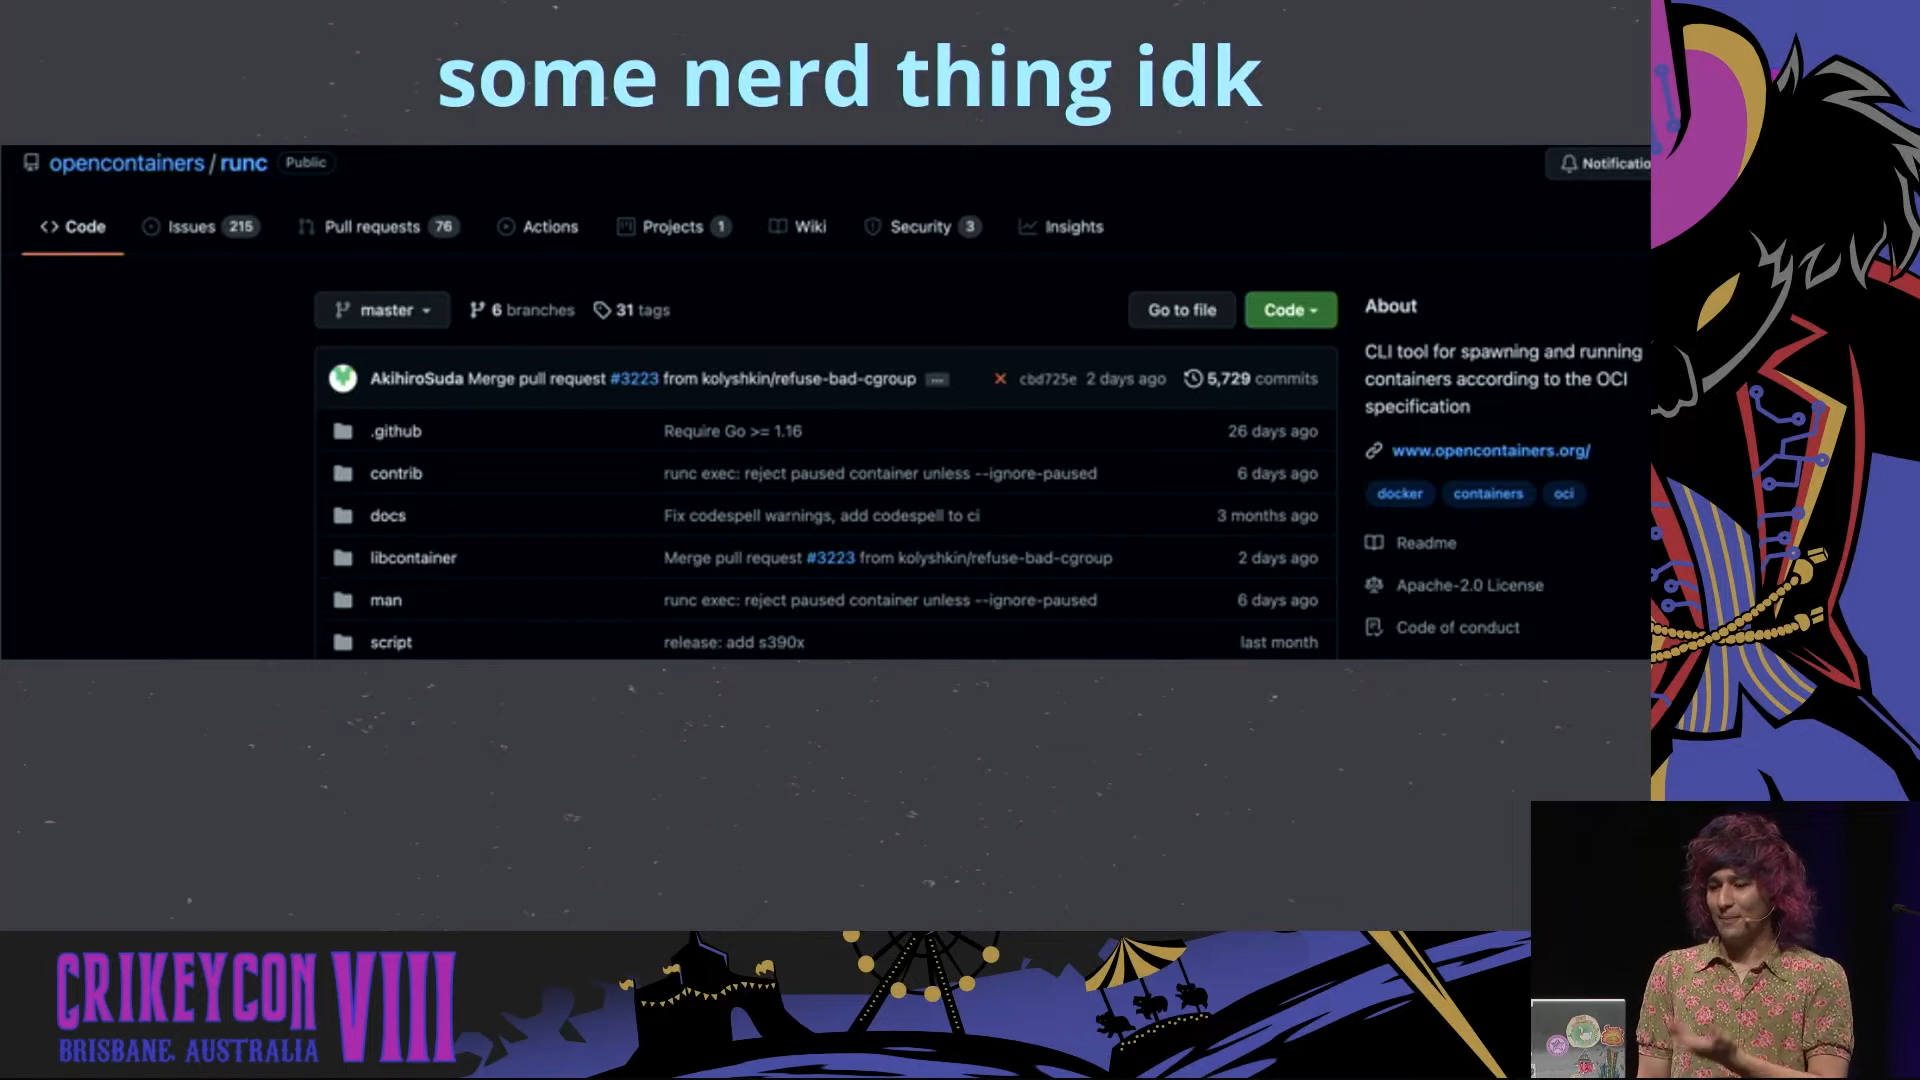 some nerd thing idk
opencontainers / runc Public
Notificatio
Code Issues 215 Pull requests 76 Actions Projects 1 Wiki Security 3 Insights
master 6 branches 31 tags Go to file Code
AkihiroSuda Merge pull request #3223 from kolyshkin/refuse-bad-cgroup ... cbd725e 2 days ago 5,729 commits
.github Require Go >= 1.16 26 days ago
contrib runc exec: reject paused container unless --ignore-paused 6 days ago
docs Fix codespell warnings, add codespell to ci 3 months ago
libcontainer Merge pull request #3223 from kolyshkin/refuse-bad-cgroup 2 days ago
man runc exec: reject paused container unless --ignore-paused 6 days ago
script release: add s390x last month
About
CLI tool for spawning and running
containers according to the OCI
specification
www.opencontainers.org/
docker containers oci
Readme
Apache-2.0 License
Code of conduct
CRIKEYCON VIII
BRISBANE, AUSTRALIA